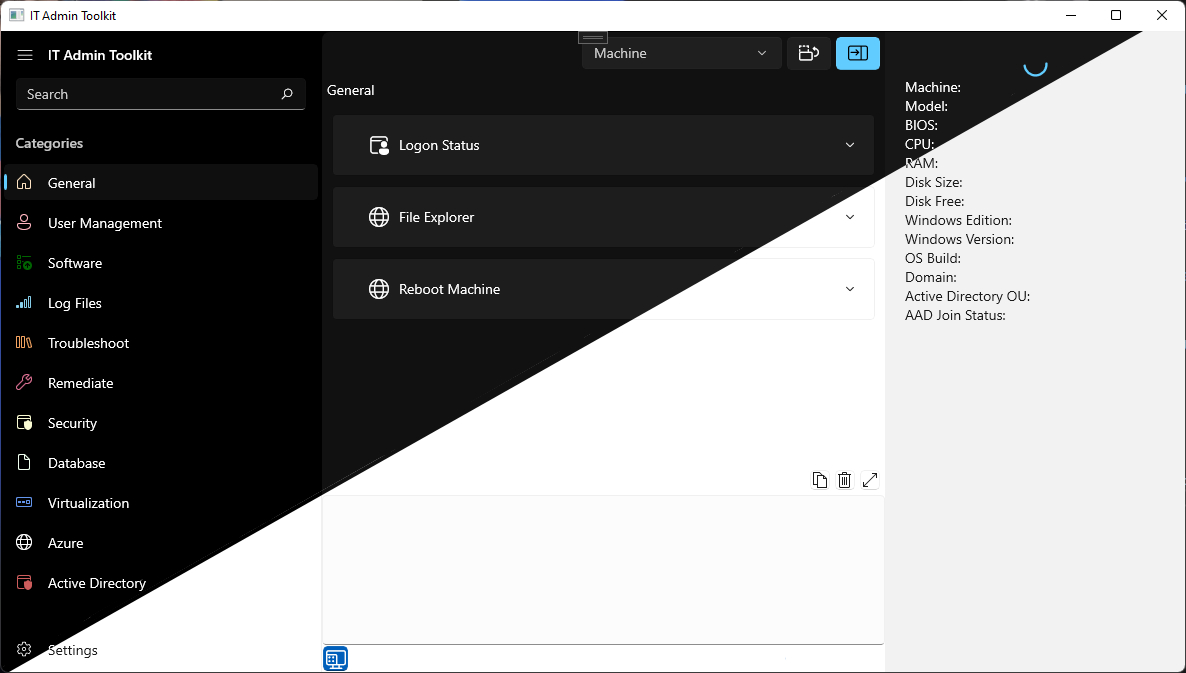 IT Admin Toolkit
IT Admin Toolkit
Search
Categories
General
User Management
Software
Log Files
Troubleshoot
Remediate
Security
Database
Virtualization
Azure
Active Directory
Settings
Machine
General
Logon Status
File Explorer
Reboot Machine
Machine:
Model:
BIOS:
CPU:
RAM:
Disk Size:
Disk Free:
Windows Edition:
Windows Version:
OS Build:
Domain:
Active Directory OU:
AAD Join Status: